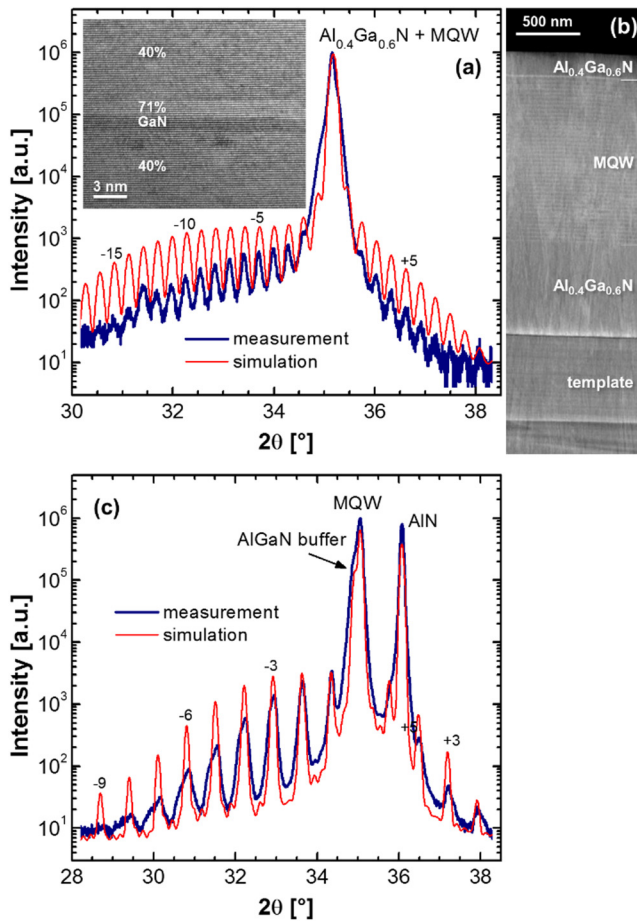 Al0.4Ga0.6N + MQW
(a)
40%
71%
GaN
40%
3 nm
-15
-10
-5
+5
measurement
simulation
Intensity [a.u.]
10^6
10^5
10^4
10^3
10^2
10^1
30 32 34 36 38
2θ [°]
500 nm
(b)
Al0.4Ga0.6N
MQW
Al0.4Ga0.6N
template
(c)
MQW
AlN
AlGaN buffer
measurement
simulation
-9
-6
-3
+5
+3
Intensity [a.u.]
10^6
10^5
10^4
10^3
10^2
10^1
28 30 32 34 36 38
2θ [°]